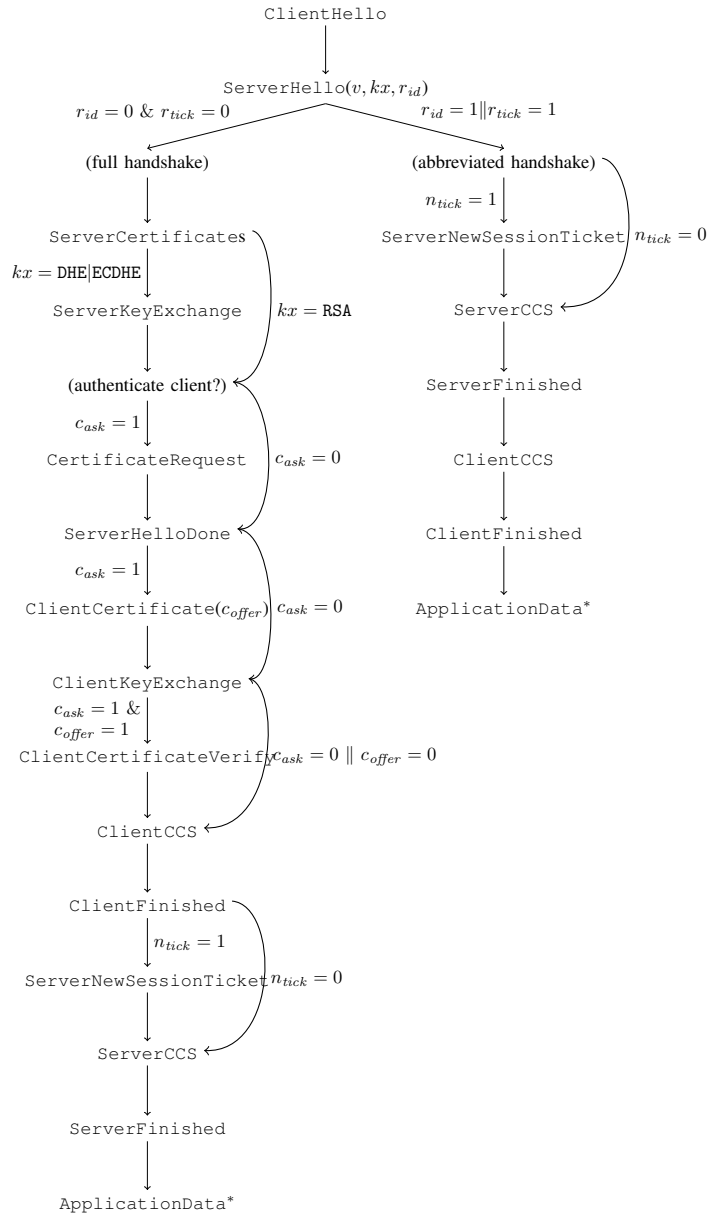 ClientHello
ServerHello(v, kx, r_id)
r_id = 0 & r_tick = 0
r_id = 1||r_tick = 1
(full handshake)
(abbreviated handshake)
n_tick = 1
ServerCertificates
ServerNewSessionTicket
n_tick = 0
kx = DHE|ECDHE
ServerKeyExchange
kx = RSA
ServerCCS
(authenticate client?)
ServerFinished
c_ask = 1
CertificateRequest
c_ask = 0
ClientCCS
ServerHelloDone
ClientFinished
c_ask = 1
ClientCertificate(c_offer)
c_ask = 0
ApplicationData*
ClientKeyExchange
c_ask = 1 &
c_offer = 1
ClientCertificateVerify
c_ask = 0 || c_offer = 0
ClientCCS
ClientFinished
n_tick = 1
ServerNewSessionTicket
n_tick = 0
ServerCCS
ServerFinished
ApplicationData*